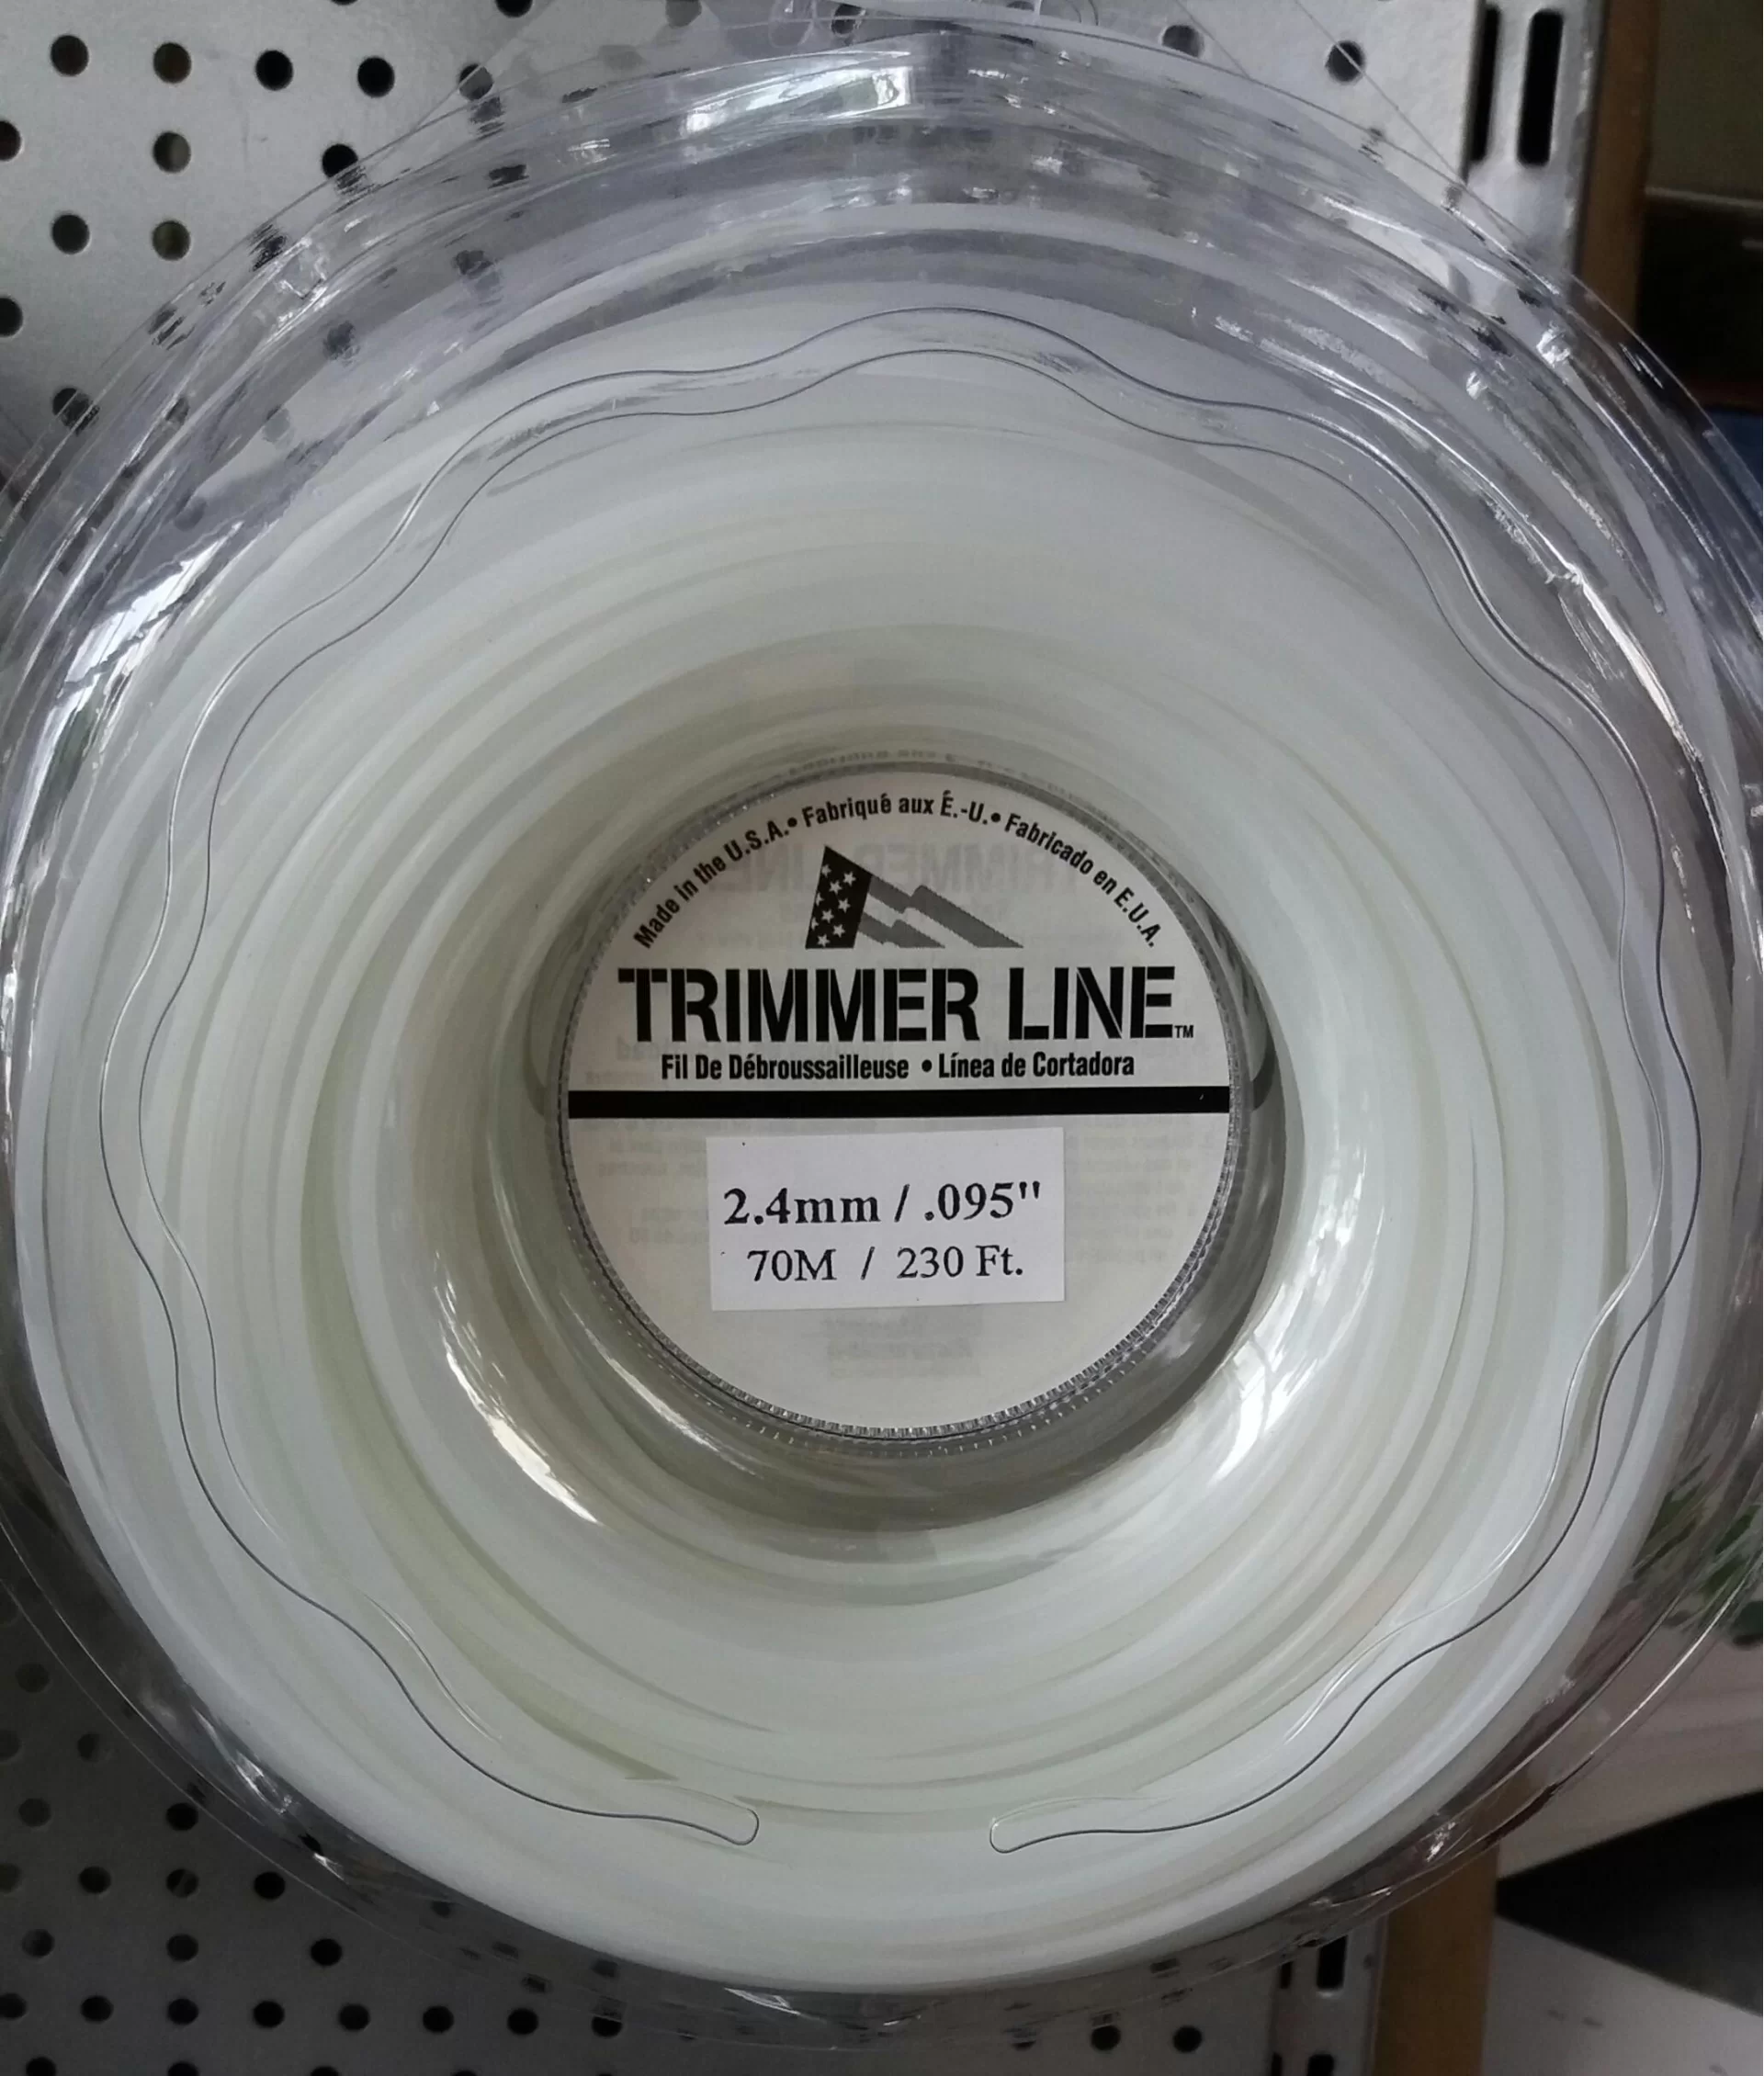 Made in the U.S.A. • Fabriqué aux É.-U. • Fabricado en E.U.A.
TRIMMER LINE™
Fil De Débroussailleuse • Línea de Cortadora
2.4mm / .095"
70M / 230 Ft.